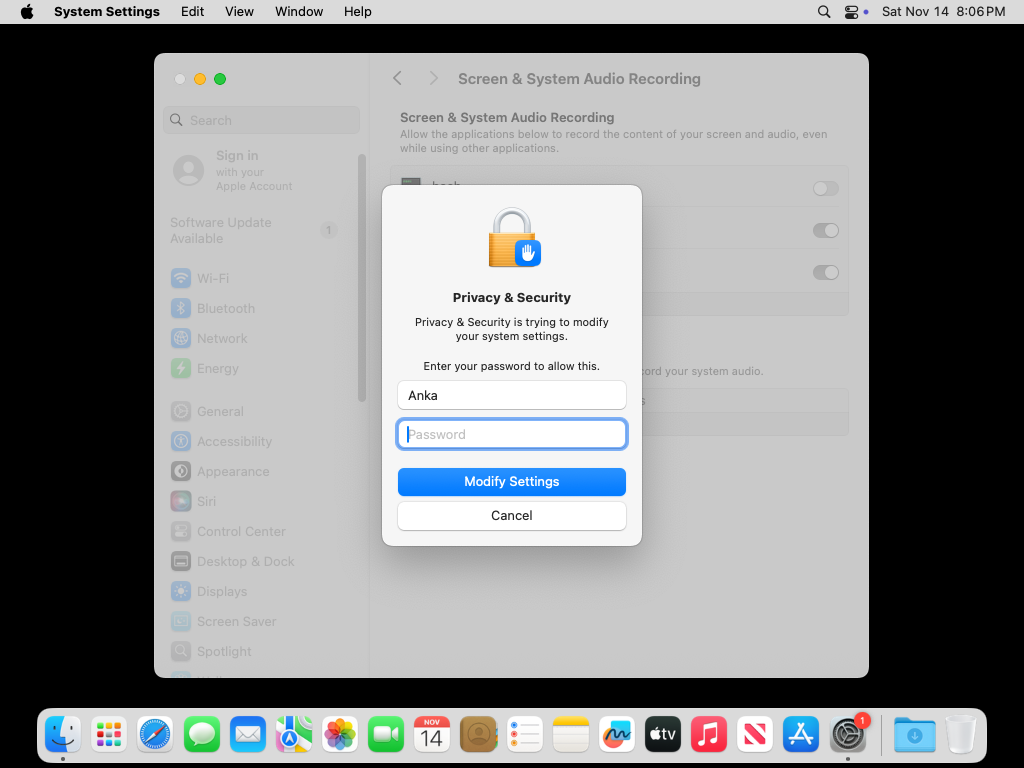 System Settings Edit View Window Help Sat Nov 14 8:06 PM
Screen & System Audio Recording
Search
Sign in
with your
Apple Account
Software Update
Available
1
Wi-Fi
Bluetooth
Network
Energy
General
Accessibility
Appearance
Siri
Control Center
Desktop & Dock
Displays
Screen Saver
Spotlight
Screen & System Audio Recording
Allow the applications below to record the content of your screen and audio, even
while using other applications.
cord your system audio.
Privacy & Security
Privacy & Security is trying to modify
your system settings.
Enter your password to allow this.
Anka
Password
Modify Settings
Cancel
NOV
14
tv
1